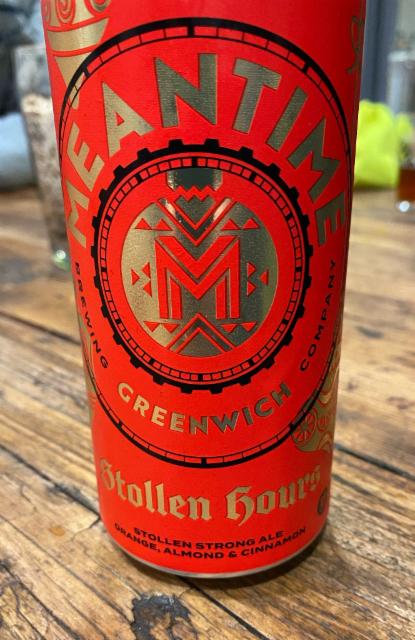 MEANTIME
M
BREWING
GREENWICH
COMPANY
Stollen Hours
STOLLEN STRONG ALE
ORANGE, ALMOND & CINNAMON